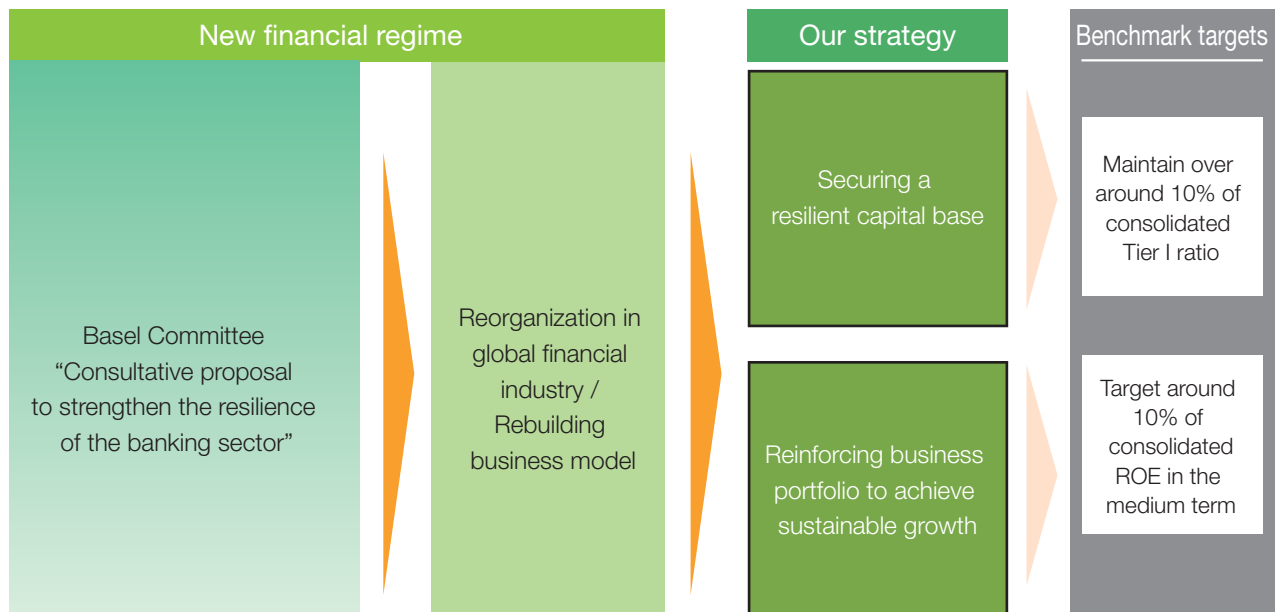 New financial regime
Basel Committee
“Consultative proposal
to strengthen the resilience
of the banking sector”
Reorganization in
global financial
industry /
Rebuilding
business model
Our strategy
Securing a
resilient capital base
Reinforcing business
portfolio to achieve
sustainable growth
Benchmark targets
Maintain over
around 10% of
consolidated
Tier I ratio
Target around
10% of
consolidated
ROE in the
medium term